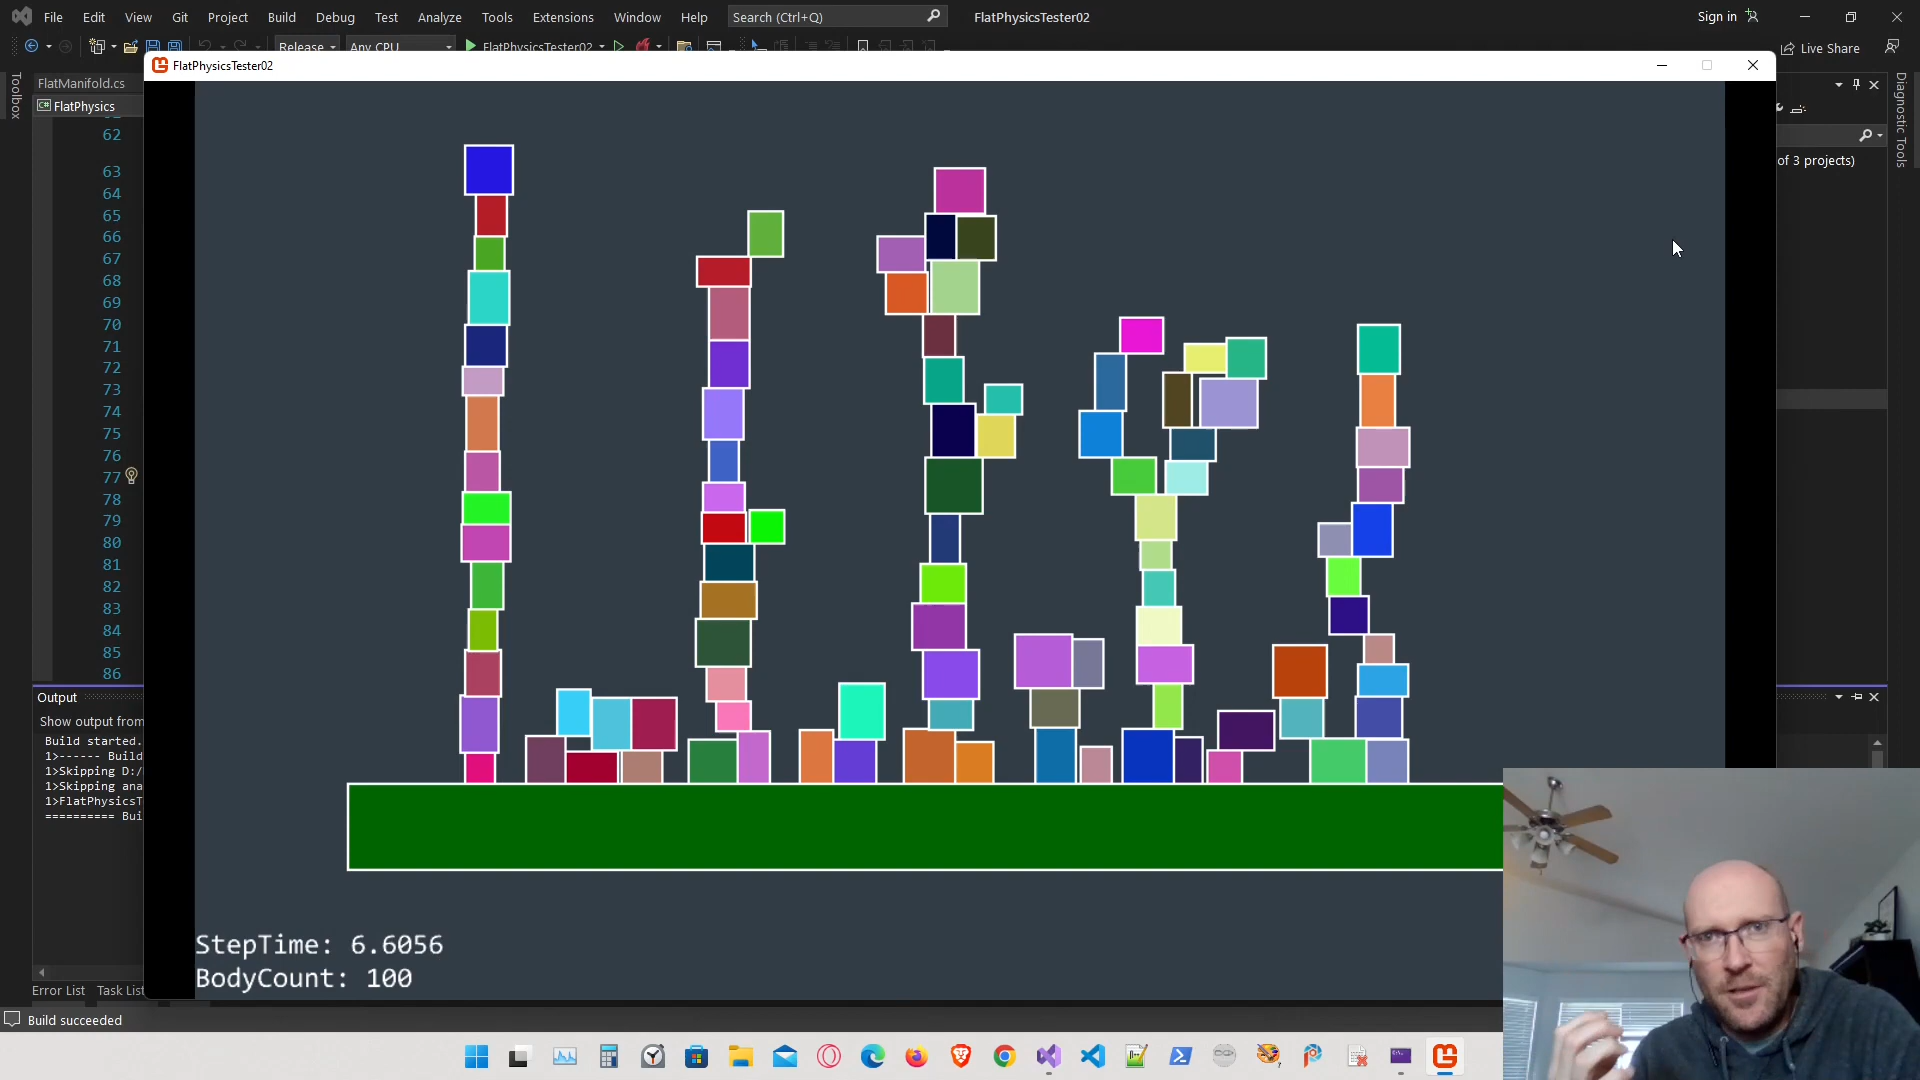 File Edit View Git Project Build Debug Test Analyze Tools Extensions Window Help Search (Ctrl+Q) FlatPhysicsTester02 Sign in
Release Any CPU FlatPhysicsTester02 Live Share
FlatPhysicsTester02
Toolbox
FlatManifold.cs
FlatPhysics
Diagnostic Tools
of 3 projects)
62
63
64
65
66
67
68
69
70
71
72
73
74
75
76
77
78
79
80
81
82
83
84
85
86
Output
Show output from
Build started.
1>------ Build
1>Skipping D:/
1>Skipping ana
1>FlatPhysicsT
========== Bui
StepTime: 6.6056
BodyCount: 100
Error List Task List
Build succeeded